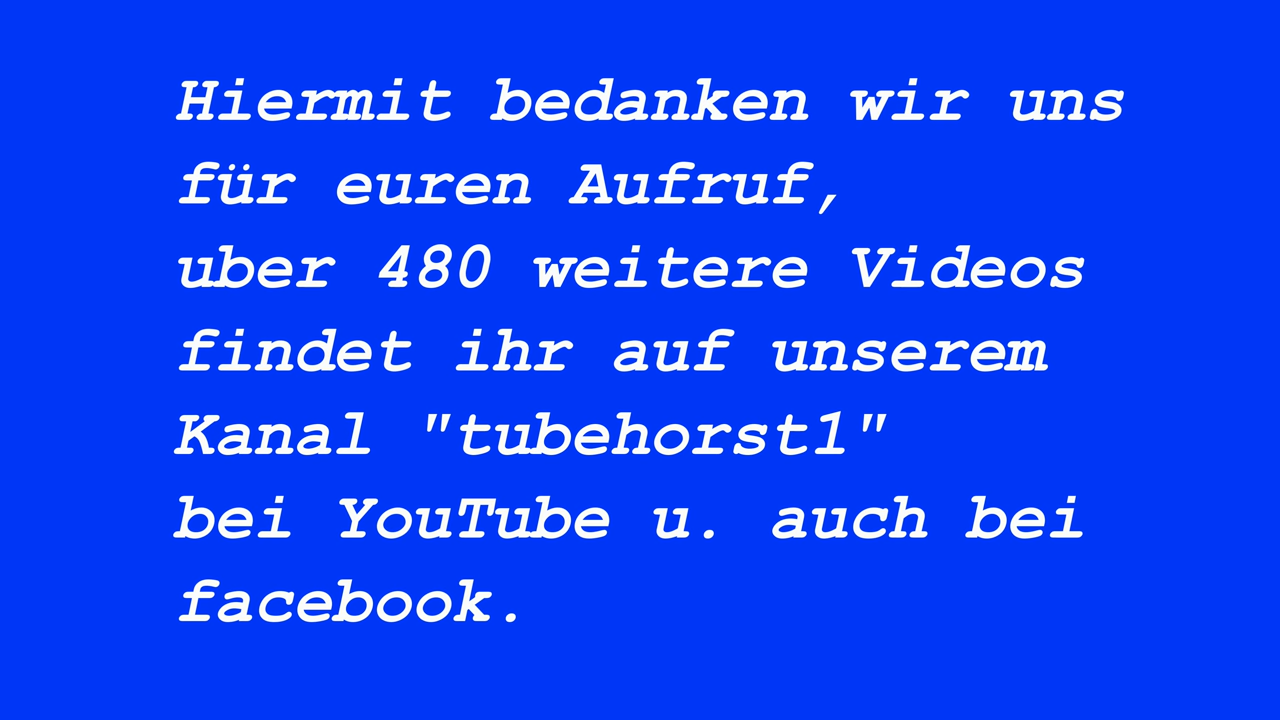 Hiermit bedanken wir uns
für euren Aufruf,
uber 480 weitere Videos
findet ihr auf unserem
Kanal "tubehorst1"
bei YouTube u. auch bei
facebook.